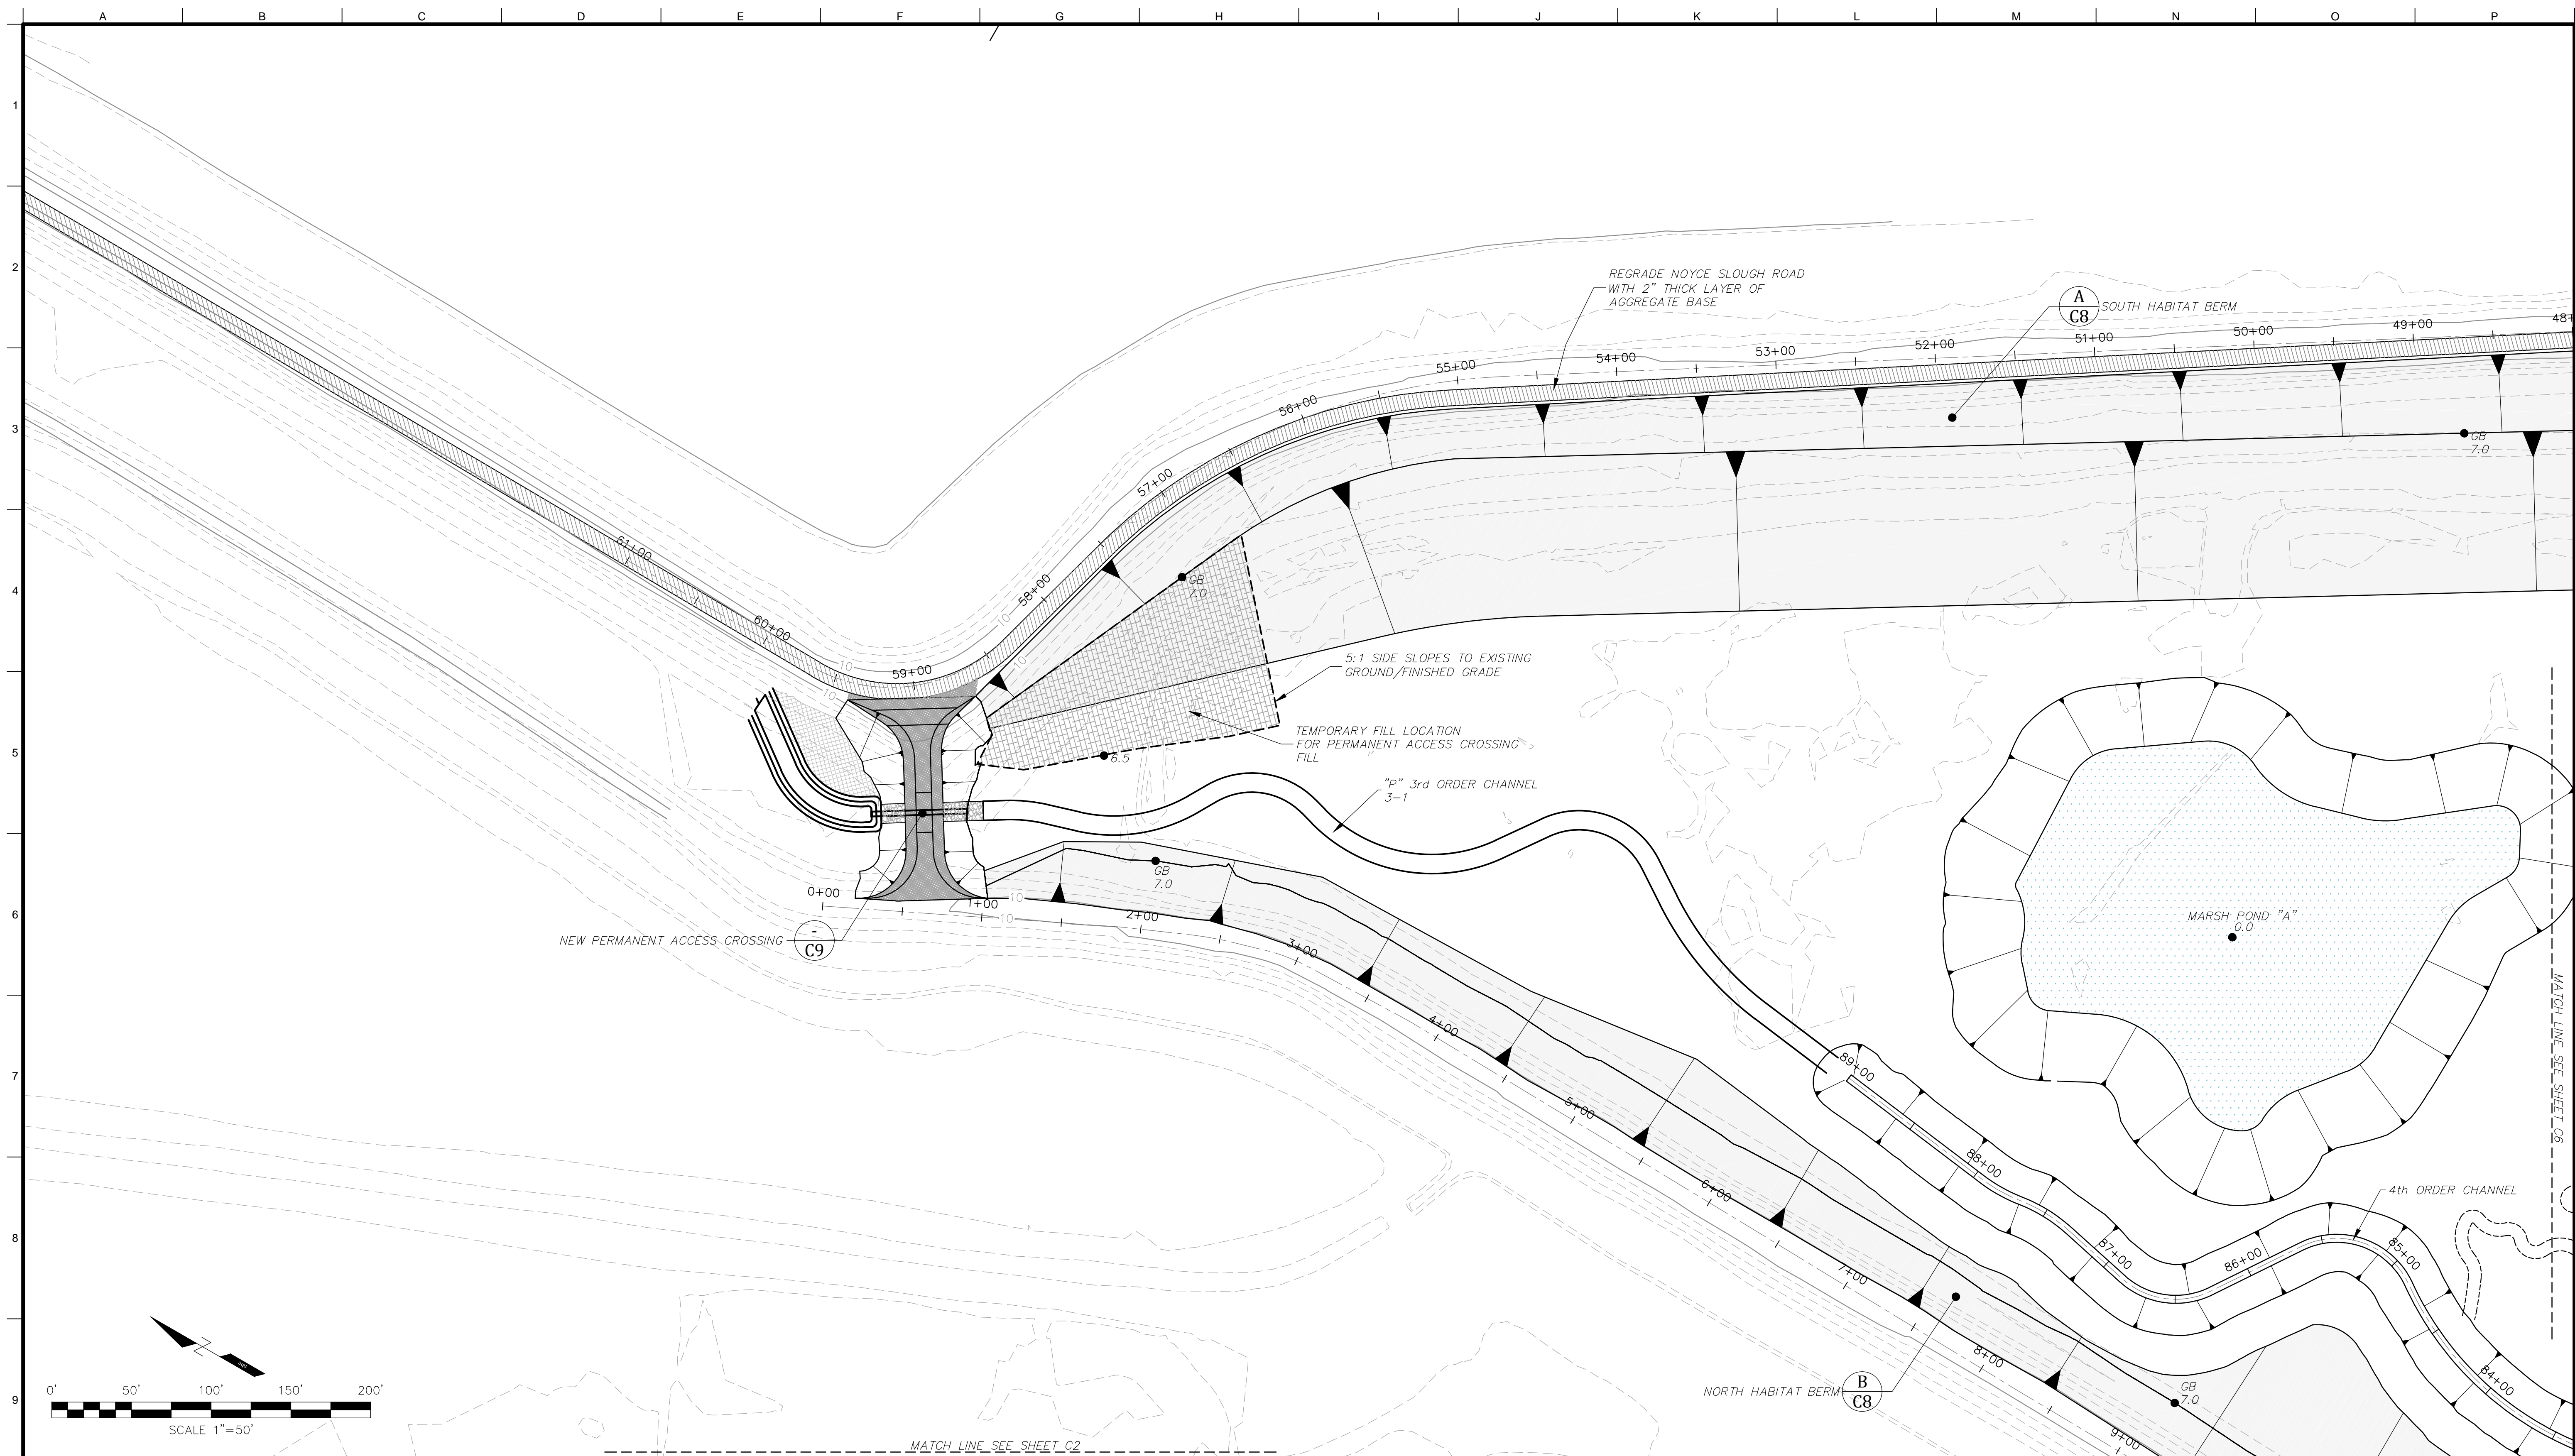 A B C D E F G H I J K L M N O P
1
2
3
4
5
6
7
8
9
REGRADE NOYCE SLOUGH ROAD
WITH 2" THICK LAYER OF
AGGREGATE BASE
A
C8
SOUTH HABITAT BERM
48+
49+00
50+00
51+00
52+00
53+00
54+00
55+00
56+00
57+00
58+00
59+00
60+00
61+00
GB
7.0
GB
7.0
10
10
10
10
5:1 SIDE SLOPES TO EXISTING
GROUND/FINISHED GRADE
TEMPORARY FILL LOCATION
FOR PERMANENT ACCESS CROSSING
FILL
6.5
"P" 3rd ORDER CHANNEL
3-1
GB
7.0
0+00
1+00
10
10
2+00
3+00
4+00
5+00
6+00
7+00
8+00
9+00
NEW PERMANENT ACCESS CROSSING
-
C9
MARSH POND "A"
0.0
MATCH LINE SEE SHEET C6
89+00
88+00
87+00
86+00
85+00
84+00
4th ORDER CHANNEL
NORTH HABITAT BERM
B
C8
GB
7.0
Z
0' 50' 100' 150' 200'
SCALE 1"=50'
MATCH LINE SEE SHEET C2